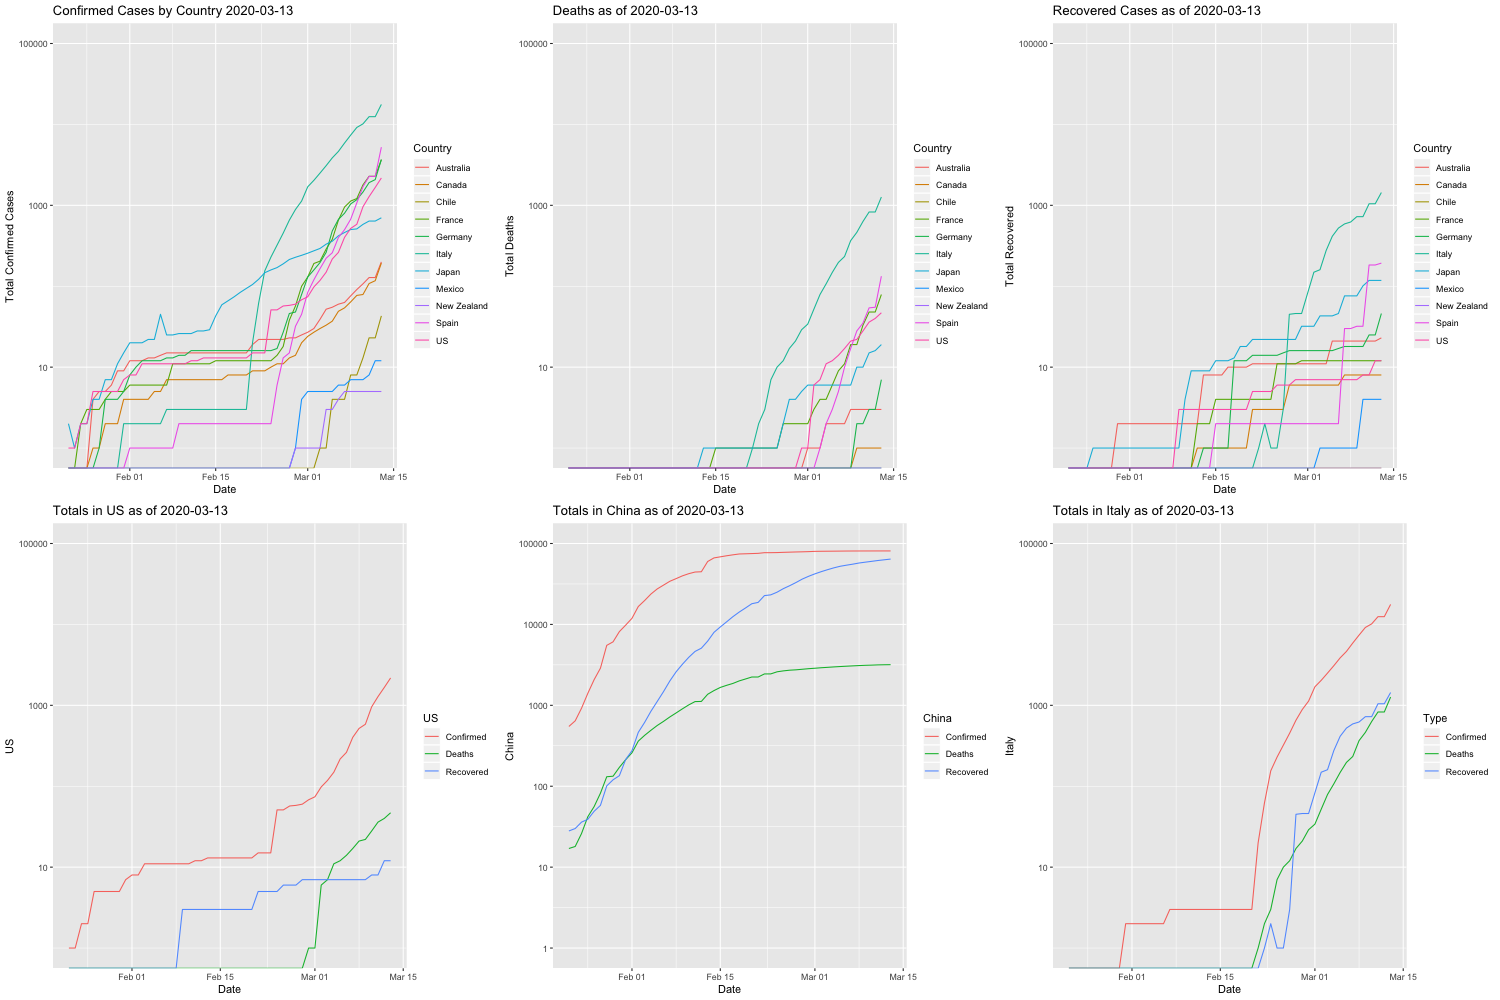 Confirmed Cases by Country 2020-03-13
Total Confirmed Cases
100000
1000
10
Feb 01
Feb 15
Mar 01
Mar 15
Date
Country
Australia
Canada
Chile
France
Germany
Italy
Japan
Mexico
New Zealand
Spain
US
Deaths as of 2020-03-13
Total Deaths
100000
1000
10
Feb 01
Feb 15
Mar 01
Mar 15
Date
Country
Australia
Canada
Chile
France
Germany
Italy
Japan
Mexico
New Zealand
Spain
US
Recovered Cases as of 2020-03-13
Total Recovered
100000
1000
10
Feb 01
Feb 15
Mar 01
Mar 15
Date
Country
Australia
Canada
Chile
France
Germany
Italy
Japan
Mexico
New Zealand
Spain
US
Totals in US as of 2020-03-13
US
100000
1000
10
Feb 01
Feb 15
Mar 01
Mar 15
Date
US
Confirmed
Deaths
Recovered
Totals in China as of 2020-03-13
China
100000
10000
1000
100
10
1
Feb 01
Feb 15
Mar 01
Mar 15
Date
China
Confirmed
Deaths
Recovered
Totals in Italy as of 2020-03-13
Italy
100000
1000
10
Feb 01
Feb 15
Mar 01
Mar 15
Date
Type
Confirmed
Deaths
Recovered